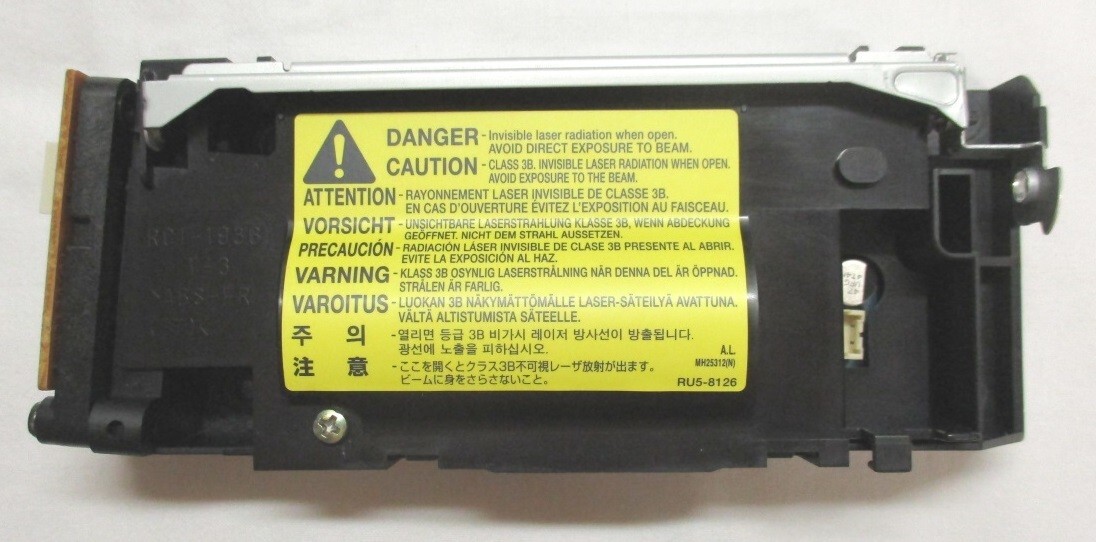 DANGER - Invisible laser radiation when open.
AVOID DIRECT EXPOSURE TO BEAM.
CAUTION - CLASS 3B. INVISIBLE LASER RADIATION WHEN OPEN.
AVOID EXPOSURE TO THE BEAM.
ATTENTION - RAYONNEMENT LASER INVISIBLE DE CLASSE 3B.
EN CAS D'OUVERTURE ÉVITEZ L'EXPOSITION AU FAISCEAU.
VORSICHT - UNSICHTBARE LASERSTRAHLUNG KLASSE 3B, WENN ABDECKUNG
GEÖFFNET. NICHT DEM STRAHL AUSSETZEN.
PRECAUCIÓN - RADIACIÓN LÁSER INVISIBLE DE CLASE 3B PRESENTE AL ABRIR.
EVITE LA EXPOSICIÓN AL HAZ.
VARNING - KLASS 3B OSYNLIG LASERSTRÅLNING NÄR DENNA DEL ÄR ÖPPNAD.
STRÅLEN ÄR FARLIG.
VAROITUS - LUOKAN 3B NÄKYMÄTTÖMÄLLE LASER-SÄTEILYÄ AVATTUNA.
VÄLTÄ ALTISTUMISTA SÄTEELLE.
주 의 - 열리면 등급 3B 비가시 레이저 방사선이 방출됩니다.
광선에 노출을 피하십시오.
注 意 - ここを開くとクラス3B不可視レーザ放射が出ます。
ビームに身をさらさないこと。
A.L.
MH25312(N)
RU5-8126